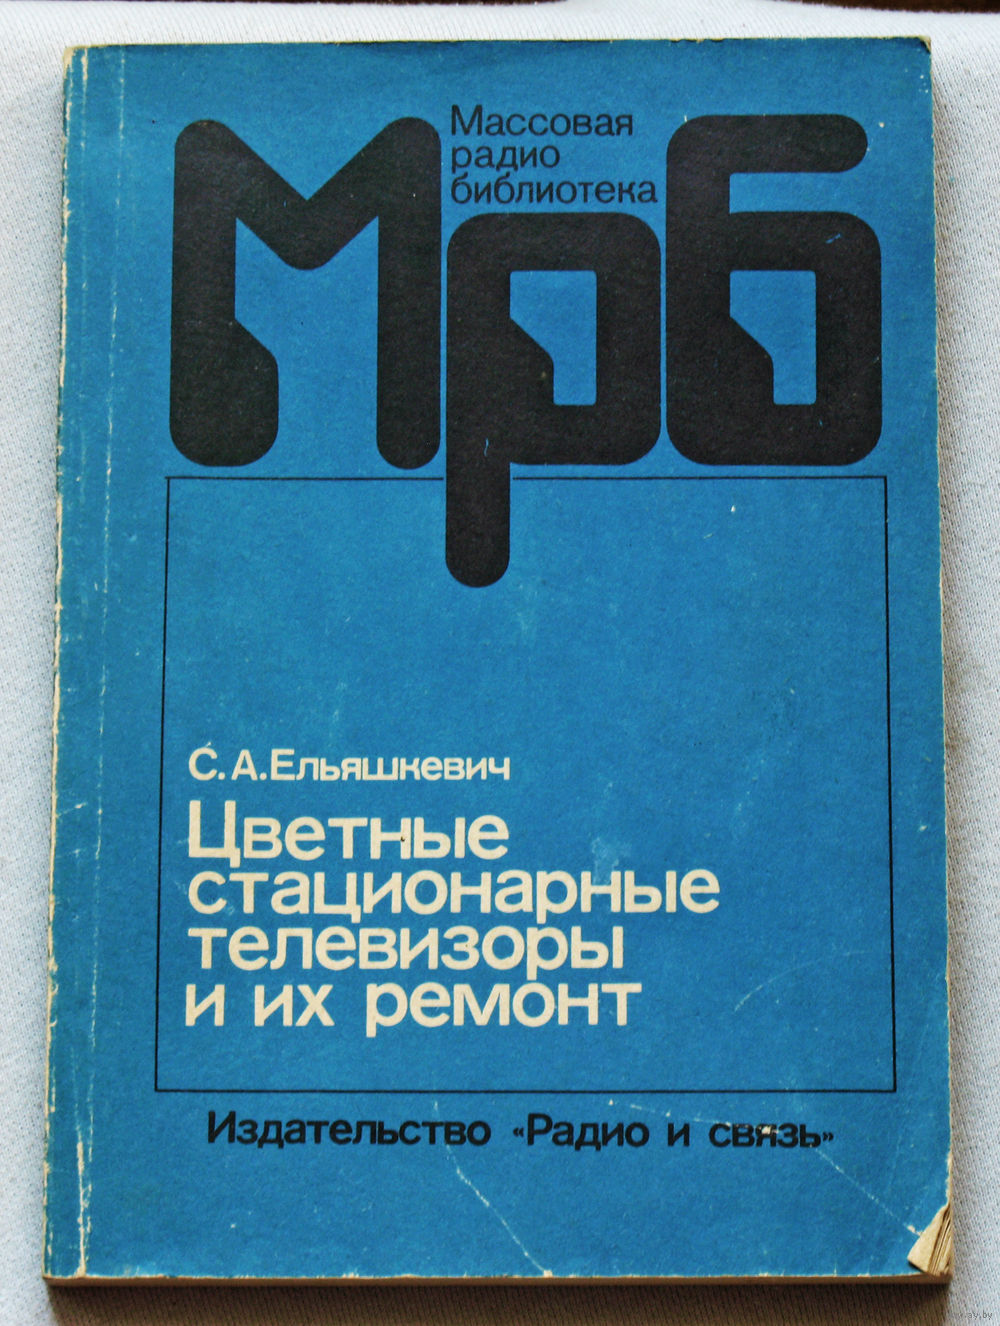 Мрб
Массовая
радио
библиотека
С.А.Ельяшкевич
Цветные
стационарные
телевизоры
и их ремонт
Издательство «Радио и связь»